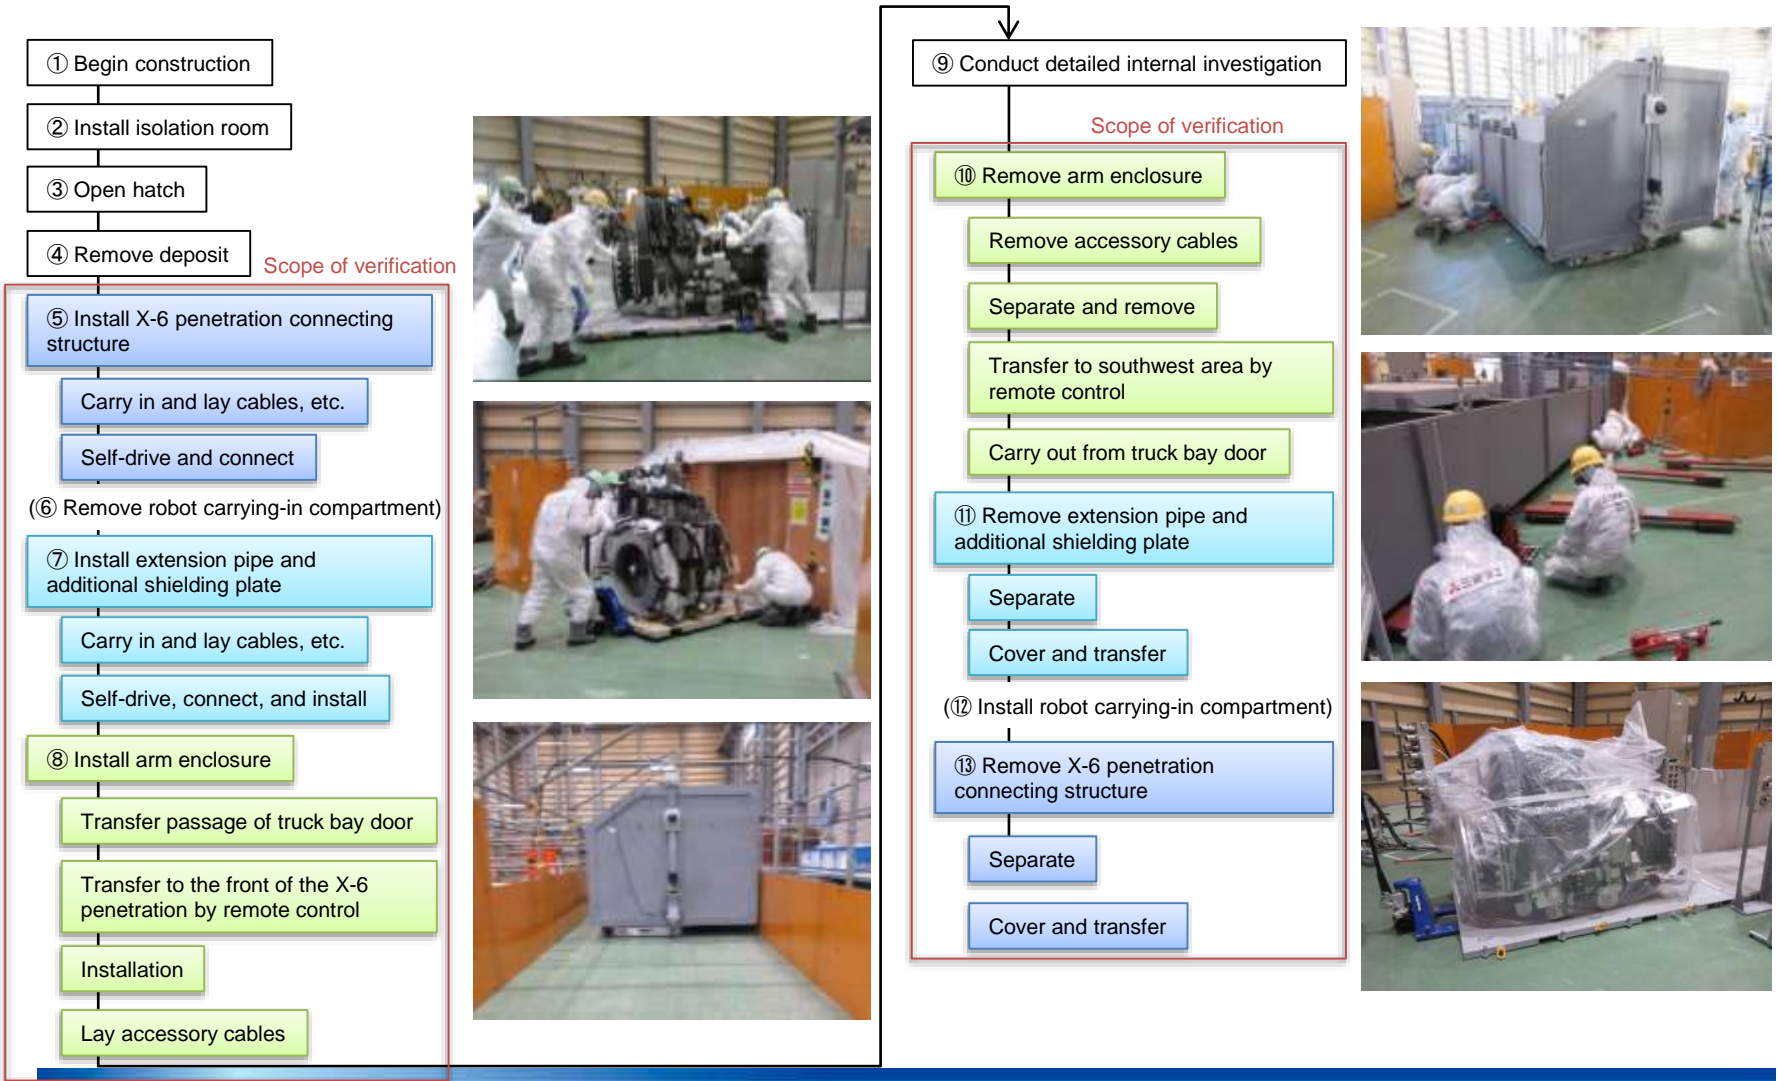 ① Begin construction
② Install isolation room
③ Open hatch
④ Remove deposit
Scope of verification
⑤ Install X-6 penetration connecting
structure
Carry in and lay cables, etc.
Self-drive and connect
(⑥ Remove robot carrying-in compartment)
⑦ Install extension pipe and
additional shielding plate
Carry in and lay cables, etc.
Self-drive, connect, and install
⑧ Install arm enclosure
Transfer passage of truck bay door
Transfer to the front of the X-6
penetration by remote control
Installation
Lay accessory cables
⑨ Conduct detailed internal investigation
Scope of verification
⑩ Remove arm enclosure
Remove accessory cables
Separate and remove
Transfer to southwest area by
remote control
Carry out from truck bay door
⑪ Remove extension pipe and
additional shielding plate
Separate
Cover and transfer
(⑫ Install robot carrying-in compartment)
⑬ Remove X-6 penetration
connecting structure
Separate
Cover and transfer